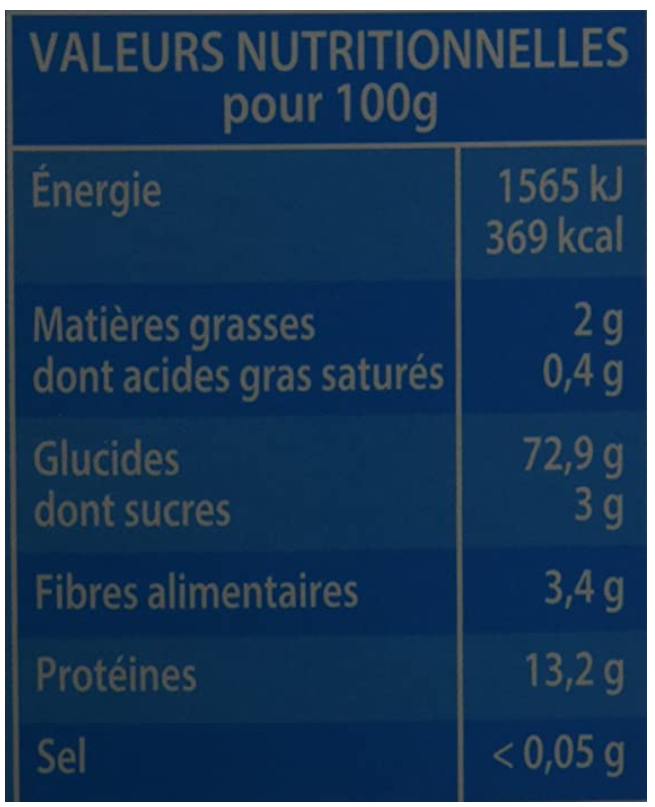 VALEURS NUTRITIONNELLES
pour 100g
Énergie 1565 kJ
369 kcal
Matières grasses 2 g
dont acides gras saturés 0,4 g
Glucides 72,9 g
dont sucres 3 g
Fibres alimentaires 3,4 g
Protéines 13,2 g
Sel < 0,05 g